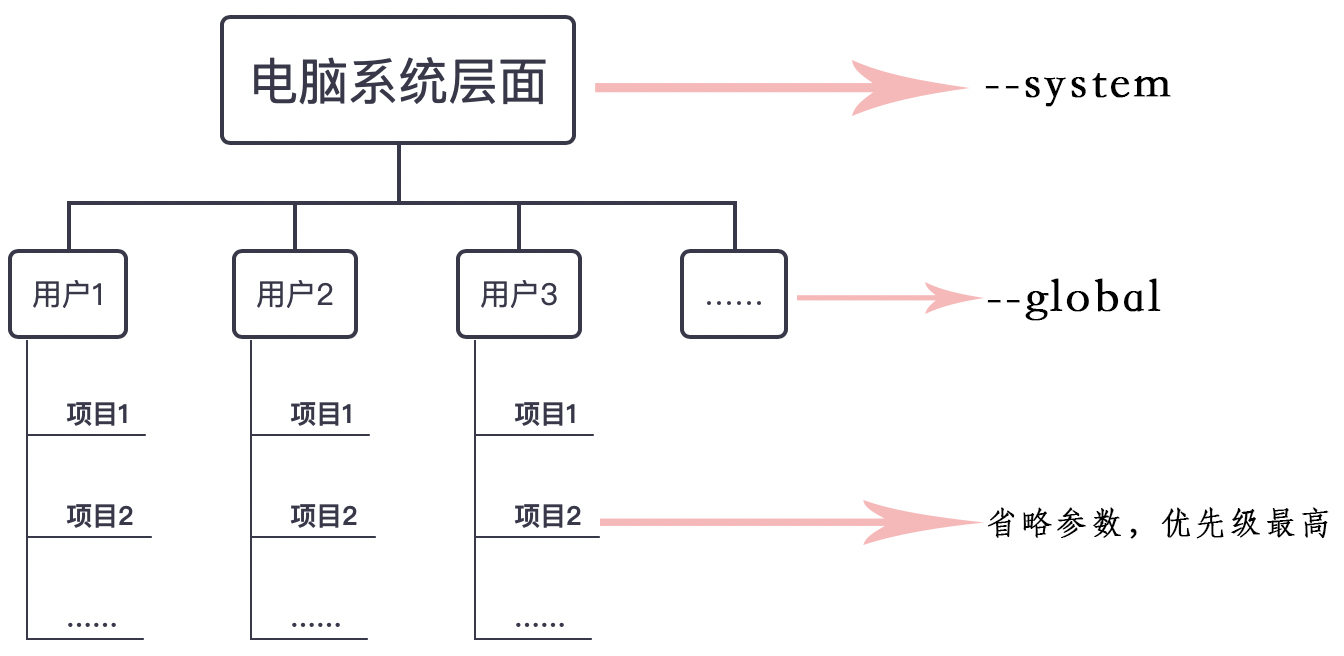 电脑系统层面
--system
用户1
用户2
用户3
......
--global
项目1
项目1
项目1
项目2
项目2
项目2
省略参数，优先级最高
......
......
......